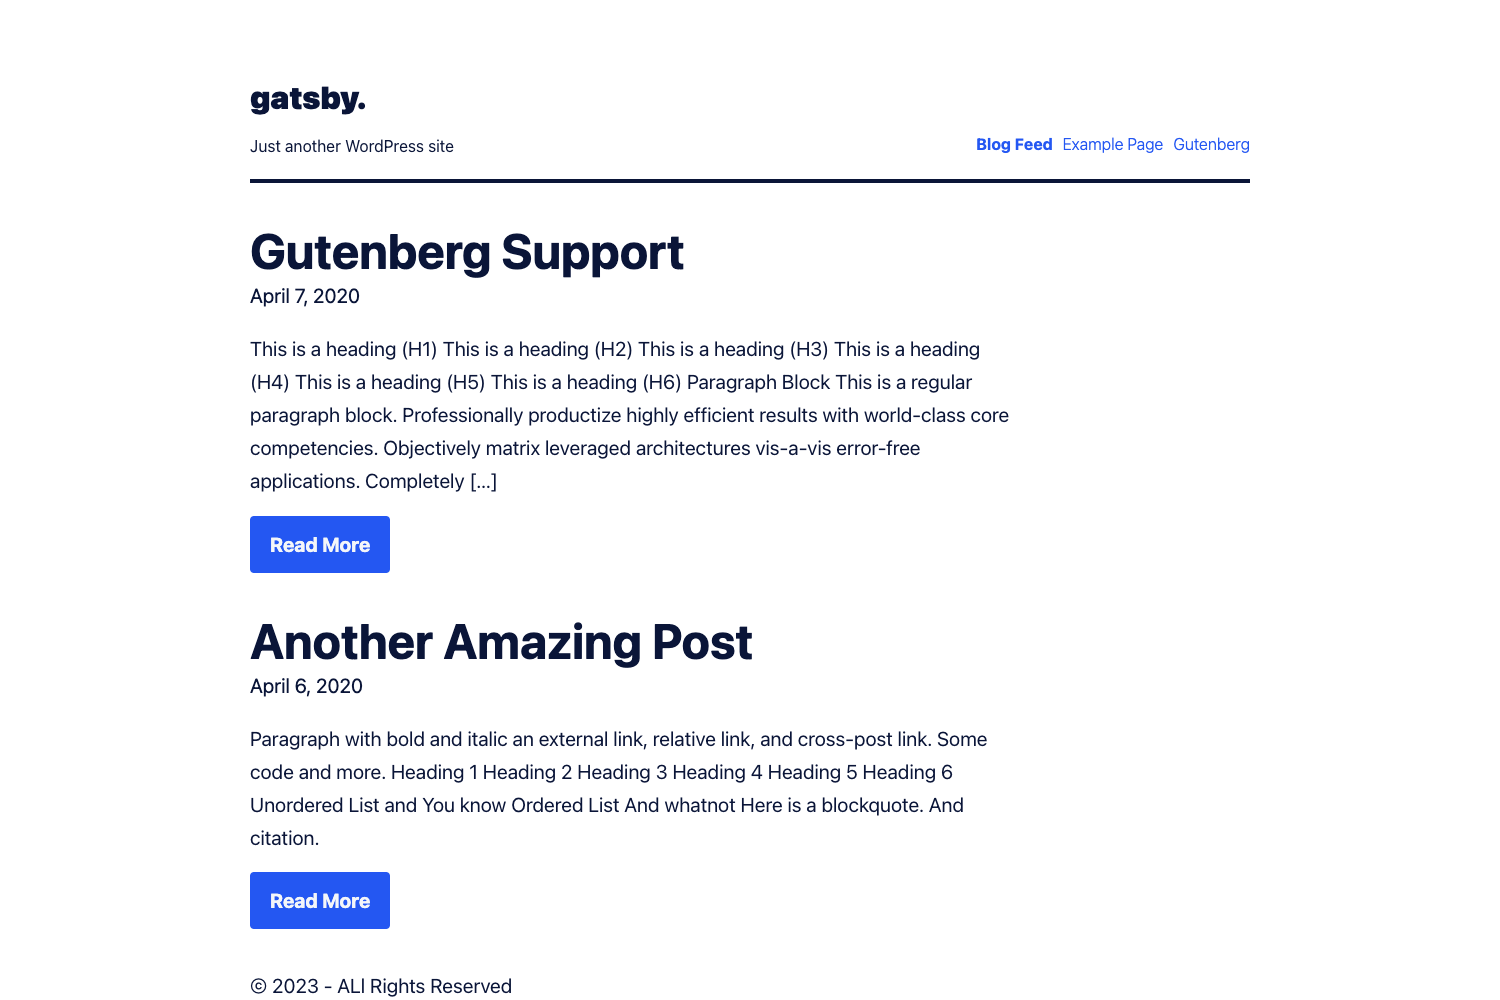 gatsby.
Just another WordPress site
Blog Feed Example Page Gutenberg
Gutenberg Support
April 7, 2020
This is a heading (H1) This is a heading (H2) This is a heading (H3) This is a heading
(H4) This is a heading (H5) This is a heading (H6) Paragraph Block This is a regular
paragraph block. Professionally productize highly efficient results with world-class core
competencies. Objectively matrix leveraged architectures vis-a-vis error-free
applications. Completely […]
Read More
Another Amazing Post
April 6, 2020
Paragraph with bold and italic an external link, relative link, and cross-post link. Some
code and more. Heading 1 Heading 2 Heading 3 Heading 4 Heading 5 Heading 6
Unordered List and You know Ordered List And whatnot Here is a blockquote. And
citation.
Read More
© 2023 - ALl Rights Reserved